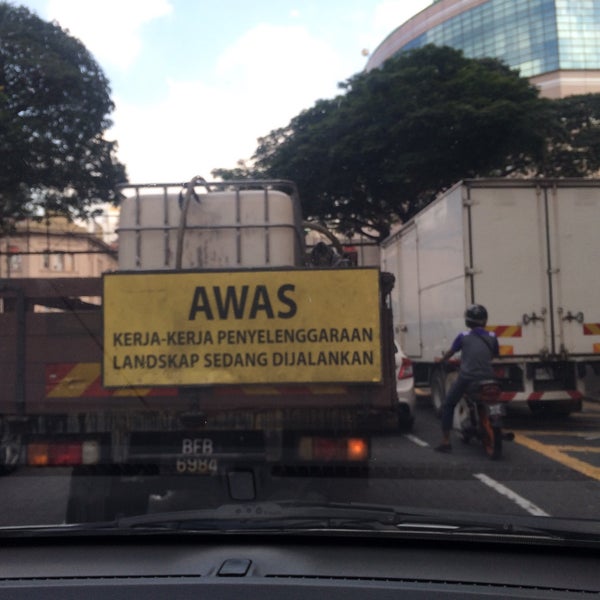 AWAS
KERJA-KERJA PENYELENGGARAAN
LANDSKAP SEDANG DIJALANKAN
BFB
6984